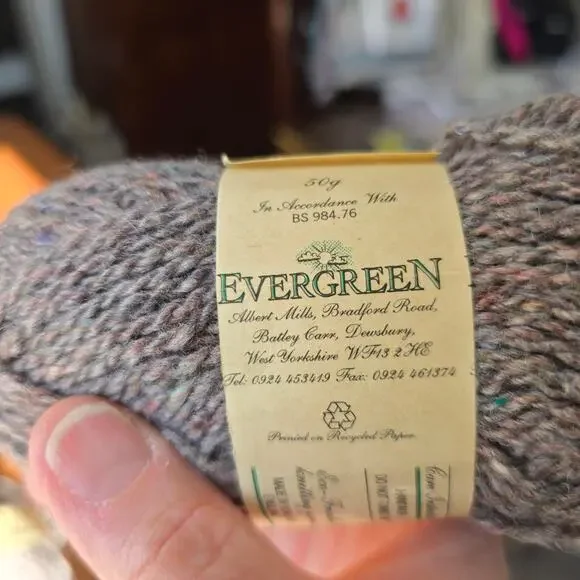 50g
In Accordance With
BS 984.76
EVERGREEN
Albert Mills, Bradford Road,
Batley Carr, Dewsbury,
West Yorkshire WF13 2HE
Tel: 0924 453419 Fax: 0924 461374
Printed on Recycled Paper